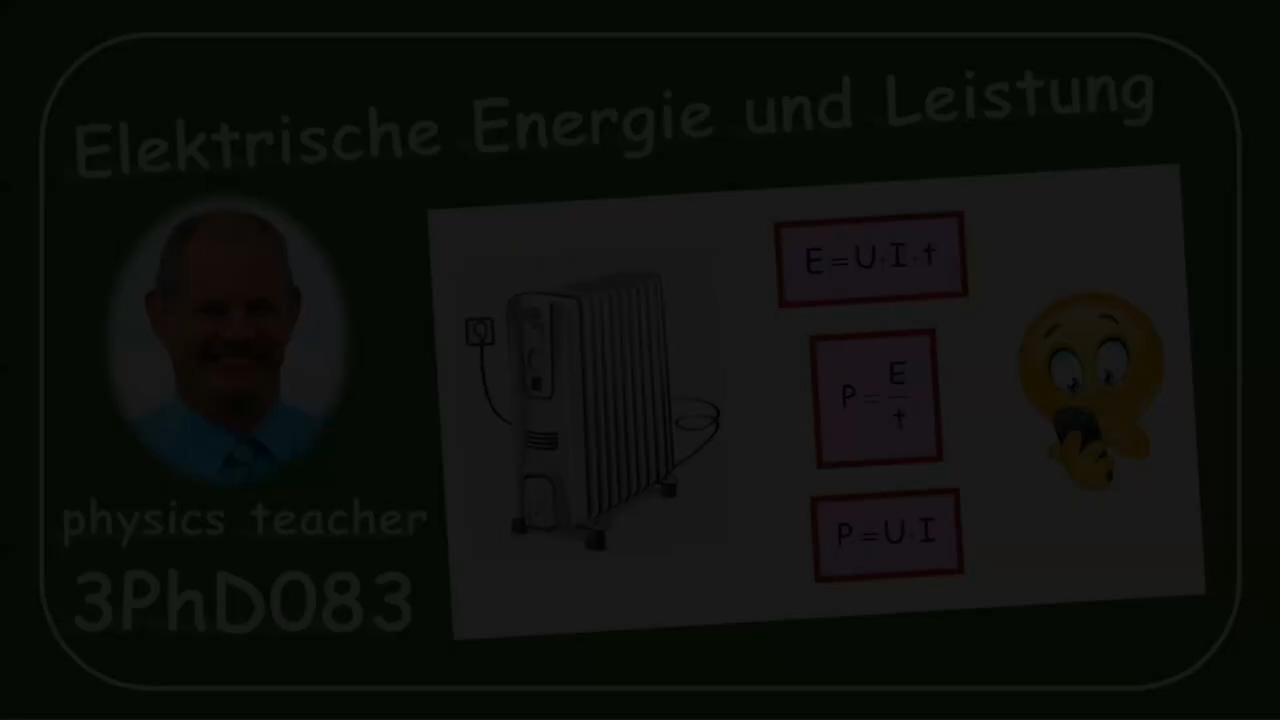 Elektrische Energie und Leistung
E = U · I · t
P = E / t
P = U · I
physics teacher
3PhD083